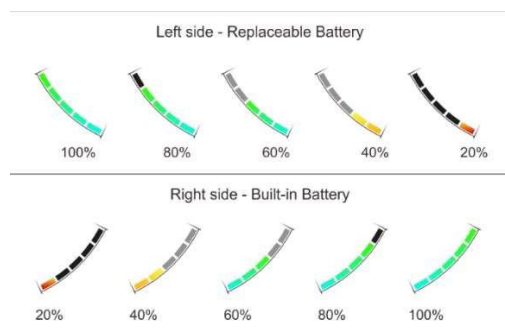 Left side - Replaceable Battery
100% 80% 60% 40% 20%
Right side - Built-in Battery
20% 40% 60% 80% 100%